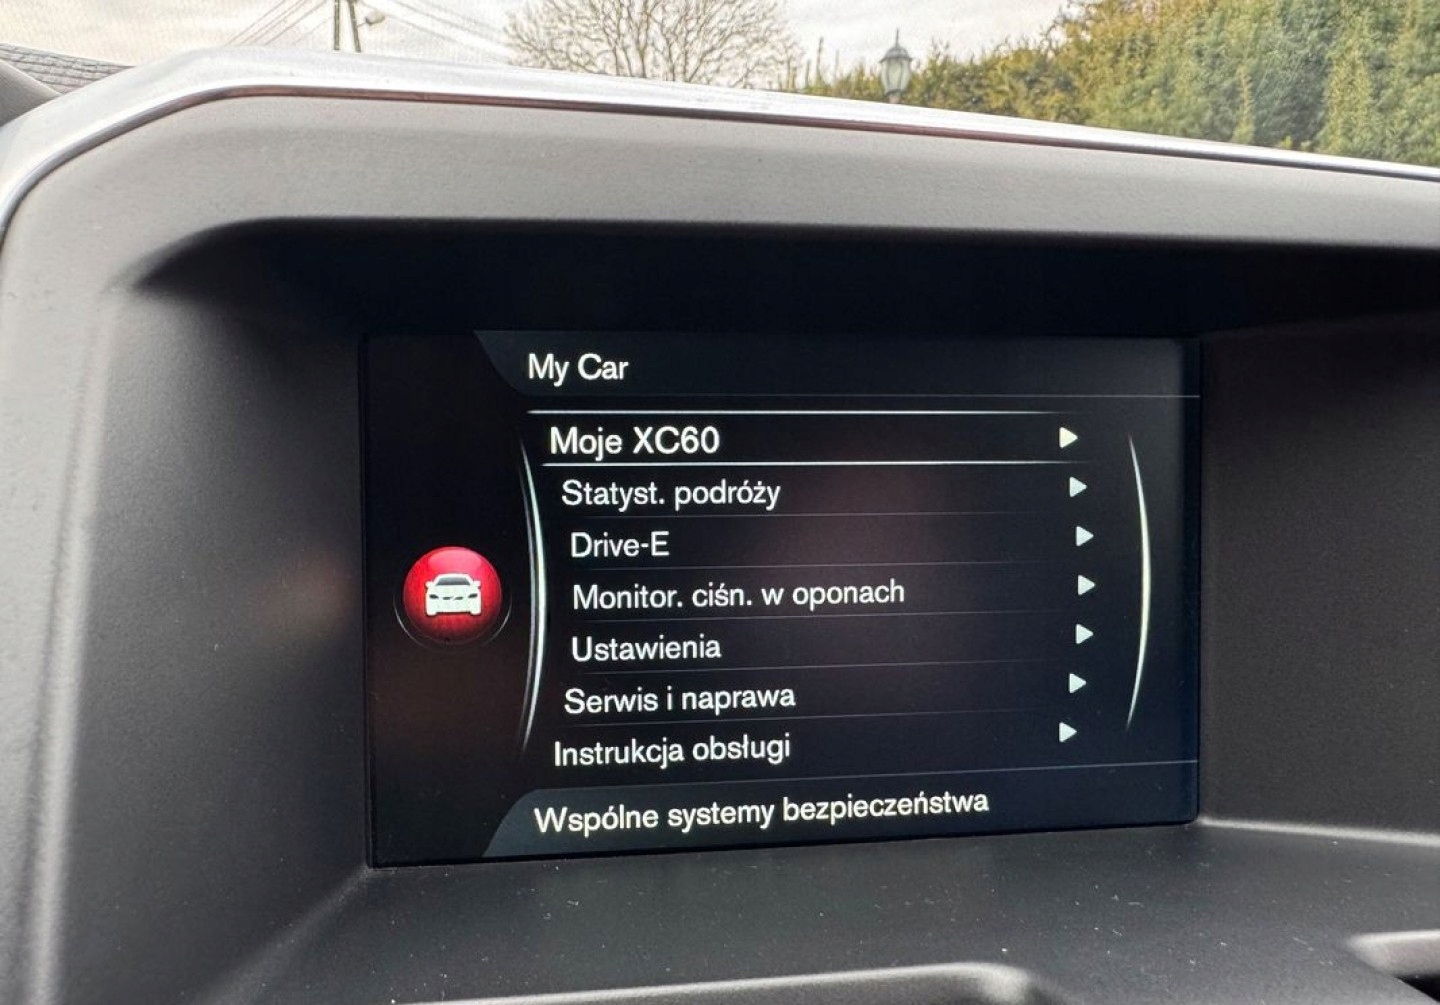 My Car
Moje XC60
Statyst. podróży
Drive-E
Monitor. ciśn. w oponach
Ustawienia
Serwis i naprawa
Instrukcja obsługi
Wspólne systemy bezpieczeństwa